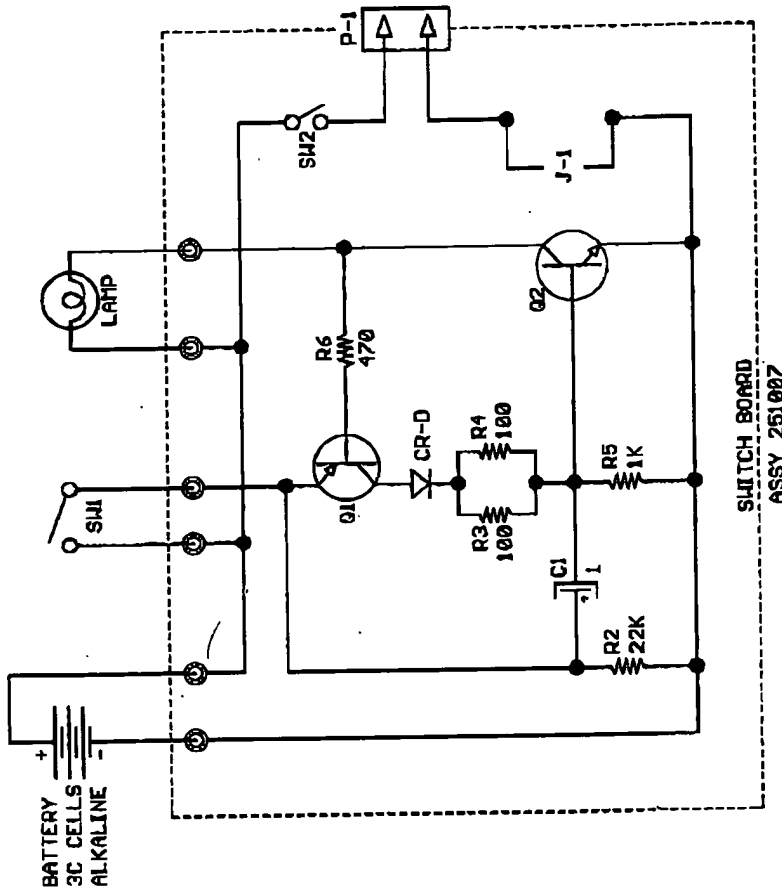 BATTERY
3C CELLS
ALKALINE
+
-
SW1
LAMP
P-1
SW2
J-1
R6
470
Q1
CR-D
R3
100
R4
100
Q2
C1
1
R2
22K
R5
1K
SWITCH BOARD
ASSY 251007